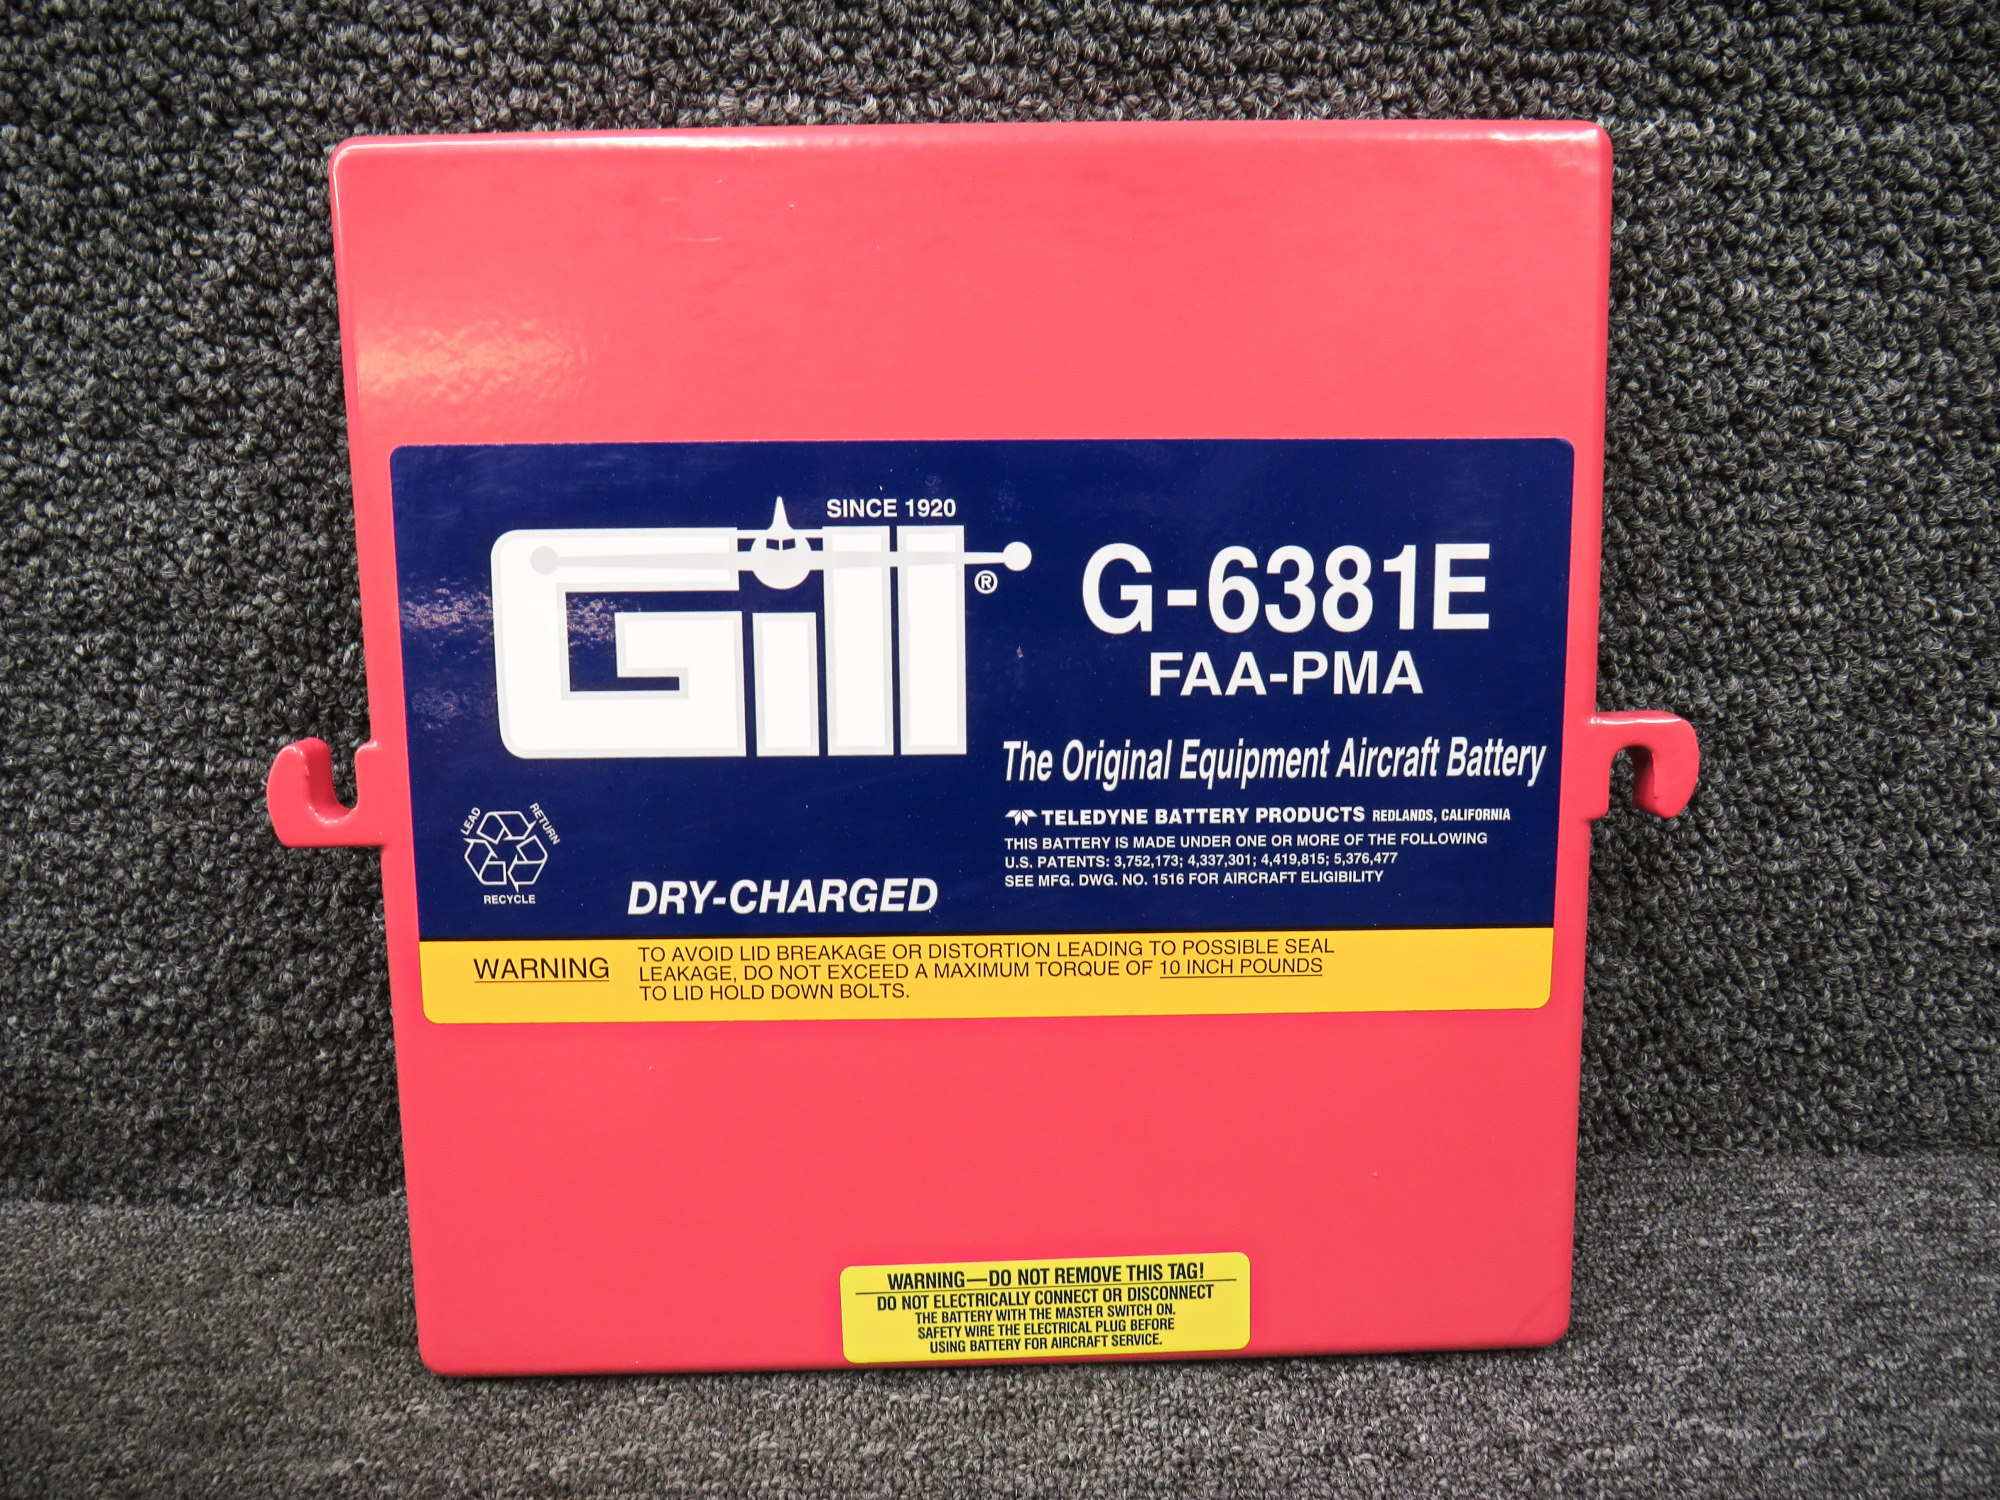 SINCE 1920
Gill®
G-6381E
FAA-PMA
The Original Equipment Aircraft Battery
TELEDYNE BATTERY PRODUCTS REDLANDS, CALIFORNIA
THIS BATTERY IS MADE UNDER ONE OR MORE OF THE FOLLOWING
U.S. PATENTS: 3,752,173; 4,337,301; 4,419,815; 5,376,477
SEE MFG. DWG. NO. 1516 FOR AIRCRAFT ELIGIBILITY
LEAD
RETURN
RECYCLE
DRY-CHARGED
WARNING
TO AVOID LID BREAKAGE OR DISTORTION LEADING TO POSSIBLE SEAL
LEAKAGE, DO NOT EXCEED A MAXIMUM TORQUE OF 10 INCH POUNDS
TO LID HOLD DOWN BOLTS.
WARNING—DO NOT REMOVE THIS TAG!
DO NOT ELECTRICALLY CONNECT OR DISCONNECT
THE BATTERY WITH THE MASTER SWITCH ON.
SAFETY WIRE THE ELECTRICAL PLUG BEFORE
USING BATTERY FOR AIRCRAFT SERVICE.